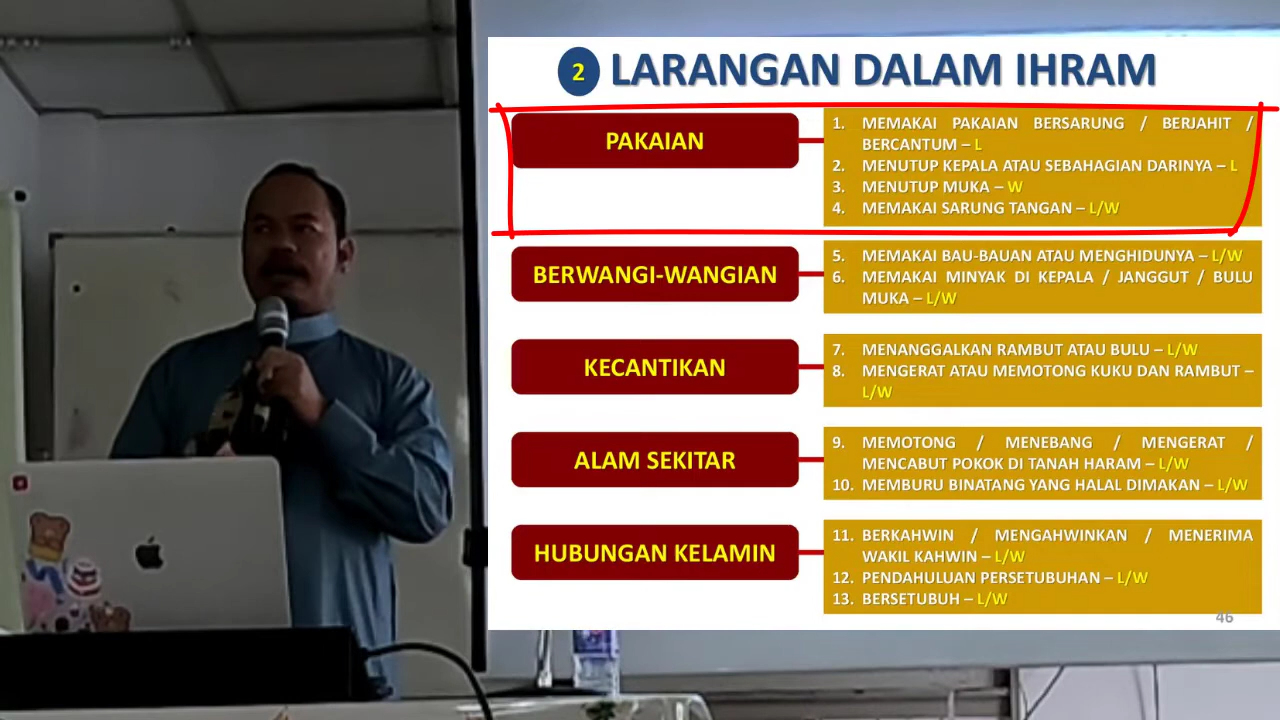 2 LARANGAN DALAM IHRAM
PAKAIAN
1. MEMAKAI PAKAIAN BERSARUNG / BERJAHIT /
BERCANTUM – L
2. MENUTUP KEPALA ATAU SEBAHAGIAN DARINYA – L
3. MENUTUP MUKA – W
4. MEMAKAI SARUNG TANGAN – L/W
BERWANGI-WANGIAN
5. MEMAKAI BAU-BAUAN ATAU MENGHIDUNYA – L/W
6. MEMAKAI MINYAK DI KEPALA / JANGGUT / BULU
MUKA – L/W
KECANTIKAN
7. MENANGGALKAN RAMBUT ATAU BULU – L/W
8. MENGERAT ATAU MEMOTONG KUKU DAN RAMBUT –
L/W
ALAM SEKITAR
9. MEMOTONG / MENEBANG / MENGERAT /
MENCABUT POKOK DI TANAH HARAM – L/W
10. MEMBURU BINATANG YANG HALAL DIMAKAN – L/W
HUBUNGAN KELAMIN
11. BERKAHWIN / MENGAHWINKAN / MENERIMA
WAKIL KAHWIN – L/W
12. PENDAHULUAN PERSETUBUHAN – L/W
13. BERSETUBUH – L/W
46